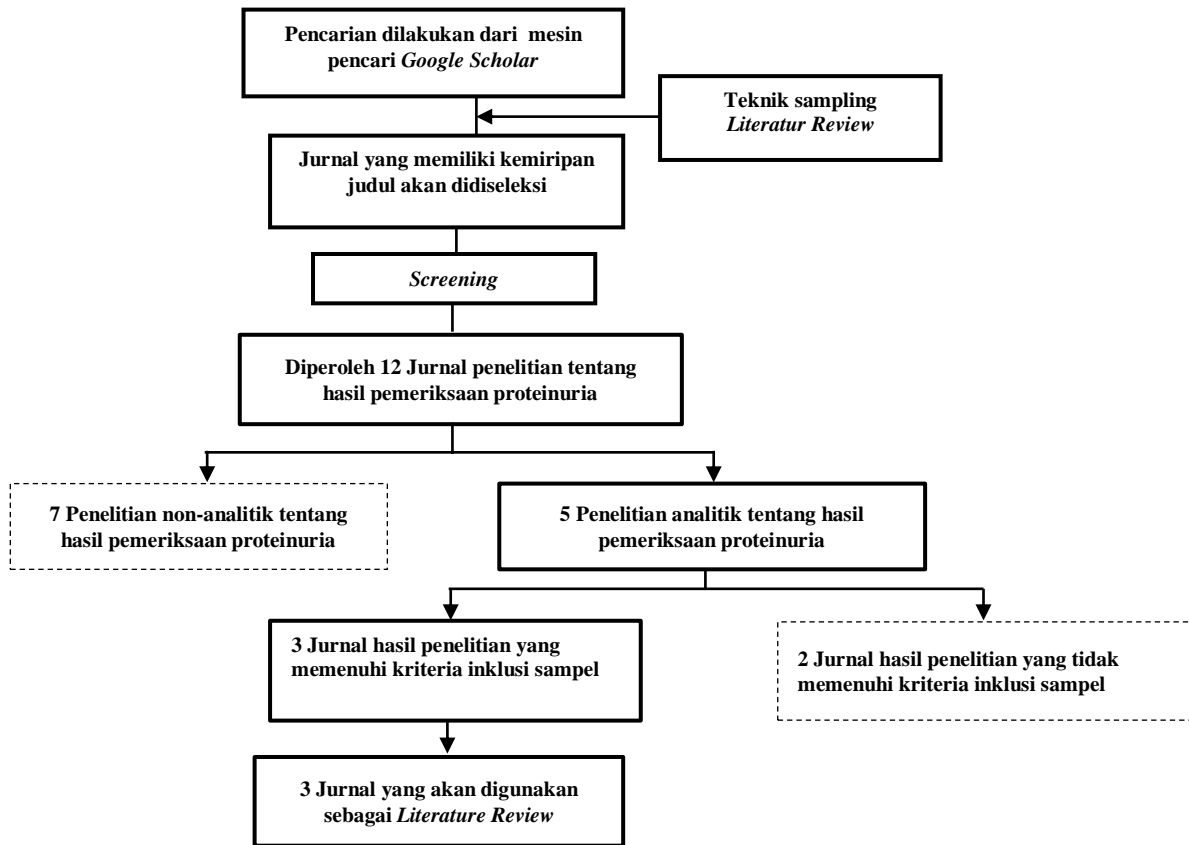 Pencarian dilakukan dari mesin
pencari Google Scholar
Teknik sampling
Literatur Review
Jurnal yang memiliki kemiripan
judul akan didiseleksi
Screening
Diperoleh 12 Jurnal penelitian tentang
hasil pemeriksaan proteinuria
7 Penelitian non-analitik tentang
hasil pemeriksaan proteinuria
5 Penelitian analitik tentang hasil
pemeriksaan proteinuria
3 Jurnal hasil penelitian yang
memenuhi kriteria inklusi sampel
2 Jurnal hasil penelitian yang tidak
memenuhi kriteria inklusi sampel
3 Jurnal yang akan digunakan
sebagai Literature Review